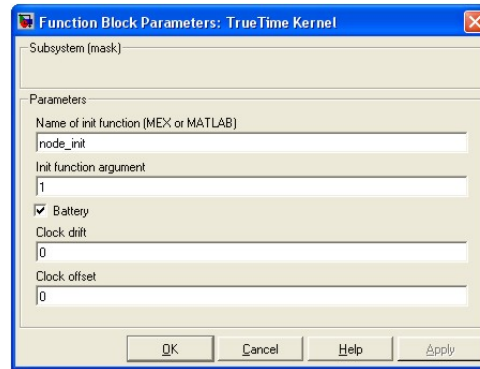 Function Block Parameters: TrueTime Kernel
Subsystem (mask)
Parameters
Name of init function (MEX or MATLAB)
node_init
Init function argument
1
Battery
Clock drift
0
Clock offset
0
OK Cancel Help Apply